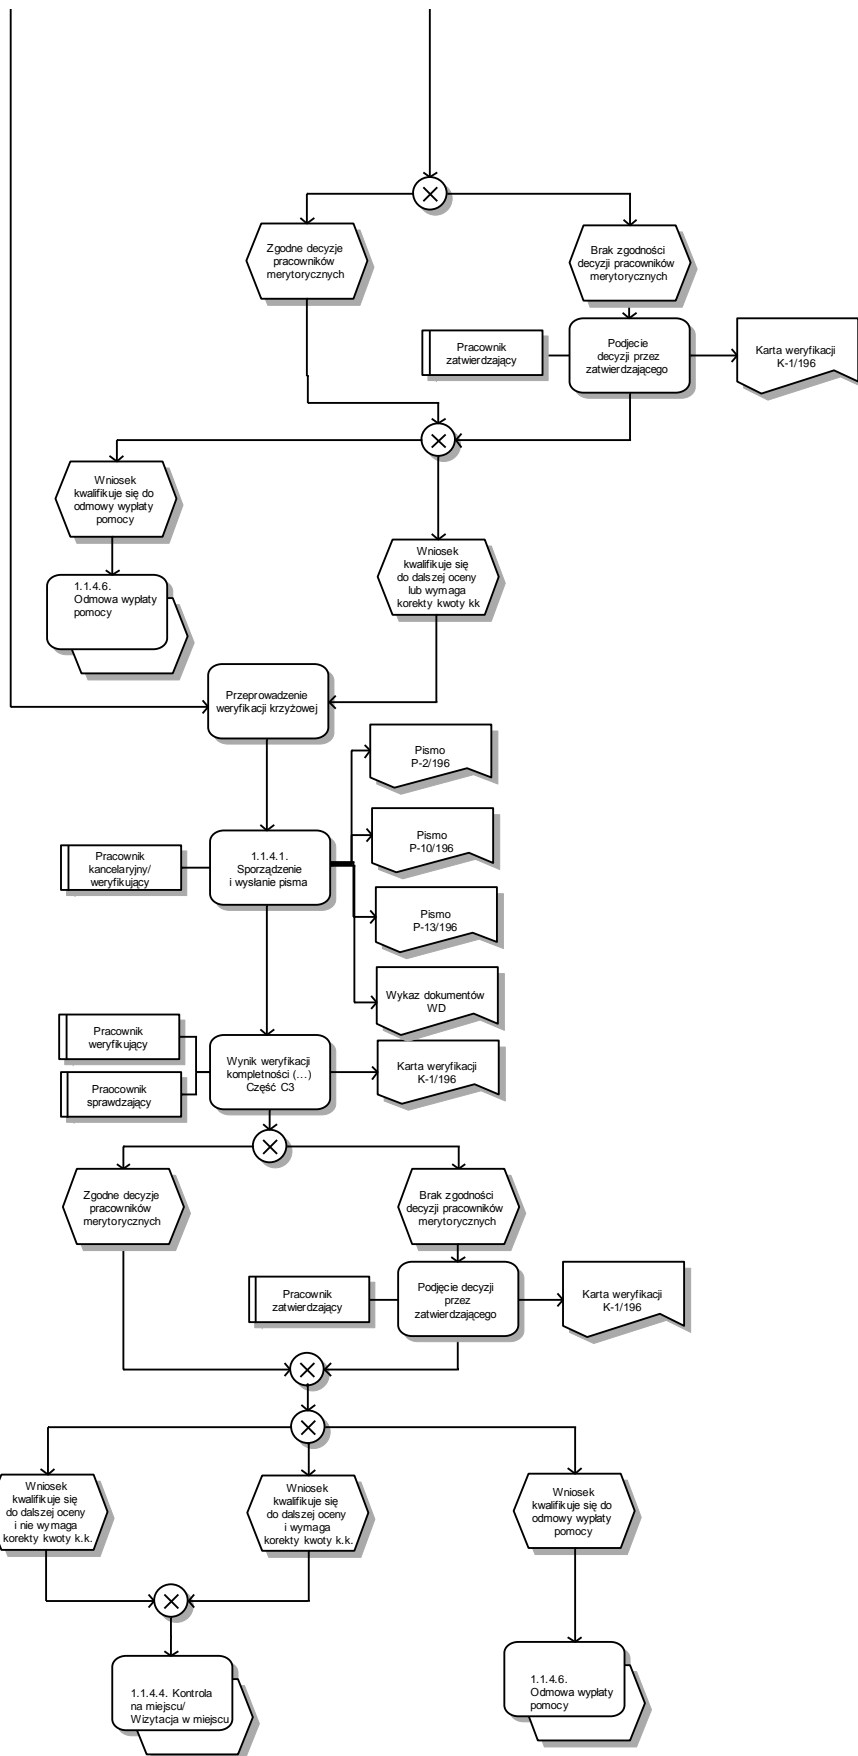 Zgodne decyzje
pracowników
merytorycznych
Brak zgodności
decyzji pracowników
merytorycznych
Pracownik
zatwierdzający
Podjecie
decyzji przez
zatwierdzającego
Karta weryfikacji
K-1/196
Wniosek
kwalifikuje się do
odmowy wypłaty
pomocy
Wniosek
kwalifikuje się
do dalszej oceny
lub wymaga
korekty kwoty kk
1.1.4.6.
Odmowa wypłaty
pomocy
Przeprowadzenie
weryfikacji krzyżowej
Pismo
P-2/196
Pracownik
kancelaryjny/
weryfikujący
1.1.4.1.
Sporządzenie
i wysłanie pisma
Pismo
P-10/196
Pismo
P-13/196
Wykaz dokumentów
WD
Pracownik
weryfikujący
Praocownik
sprawdzający
Wynik weryfikacji
kompletności (...)
Część C3
Karta weryfikacji
K-1/196
Zgodne decyzje
pracowników
merytorycznych
Brak zgodności
decyzji pracowników
merytorycznych
Pracownik
zatwierdzający
Podjęcie decyzji
przez
zatwierdzającego
Karta weryfikacji
K-1/196
Wniosek
kwalifikuje się
do dalszej oceny
i nie wymaga
korekty kwoty k.k.
Wniosek
kwalifikuje się
do dalszej oceny
i wymaga
korekty kwoty k.k.
Wniosek
kwalifikuje się do
odmowy wypłaty
pomocy
1.1.4.4. Kontrola
na miejscu/
Wizytacja w miejscu
1.1.4.6.
Odmowa wypłaty
pomocy